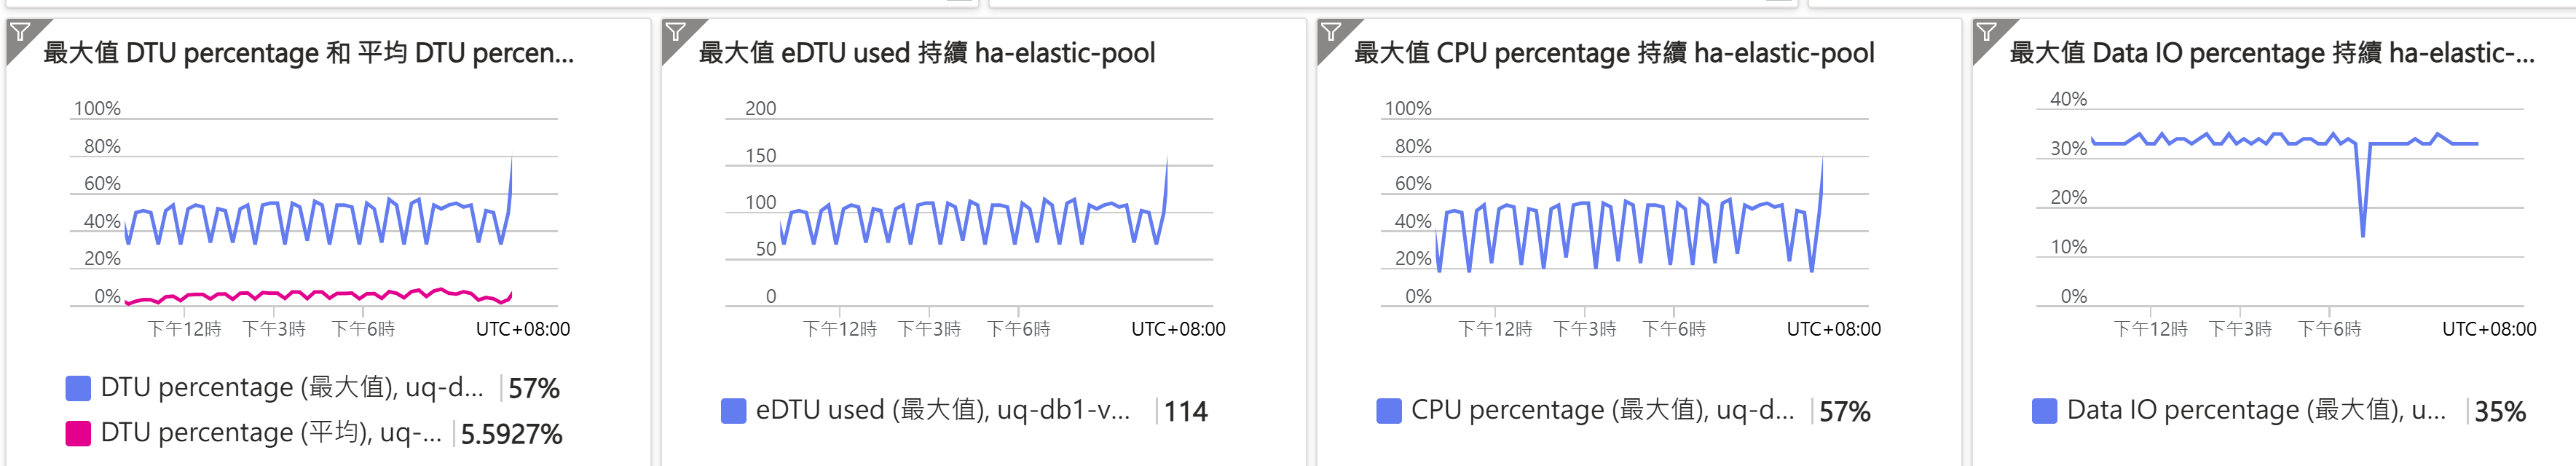 最大值 DTU percentage 和 平均 DTU percen...
100%
80%
60%
40%
20%
0%
下午12時 下午3時 下午6時 UTC+08:00
DTU percentage (最大值), uq-d... 57%
DTU percentage (平均), uq-... 5.5927%
最大值 eDTU used 持續 ha-elastic-pool
200
150
100
50
0
下午12時 下午3時 下午6時 UTC+08:00
eDTU used (最大值), uq-db1-v... 114
最大值 CPU percentage 持續 ha-elastic-pool
100%
80%
60%
40%
20%
0%
下午12時 下午3時 下午6時 UTC+08:00
CPU percentage (最大值), uq-d... 57%
最大值 Data IO percentage 持續 ha-elastic-...
40%
30%
20%
10%
0%
下午12時 下午3時 下午6時 UTC+08:00
Data IO percentage (最大值), u... 35%